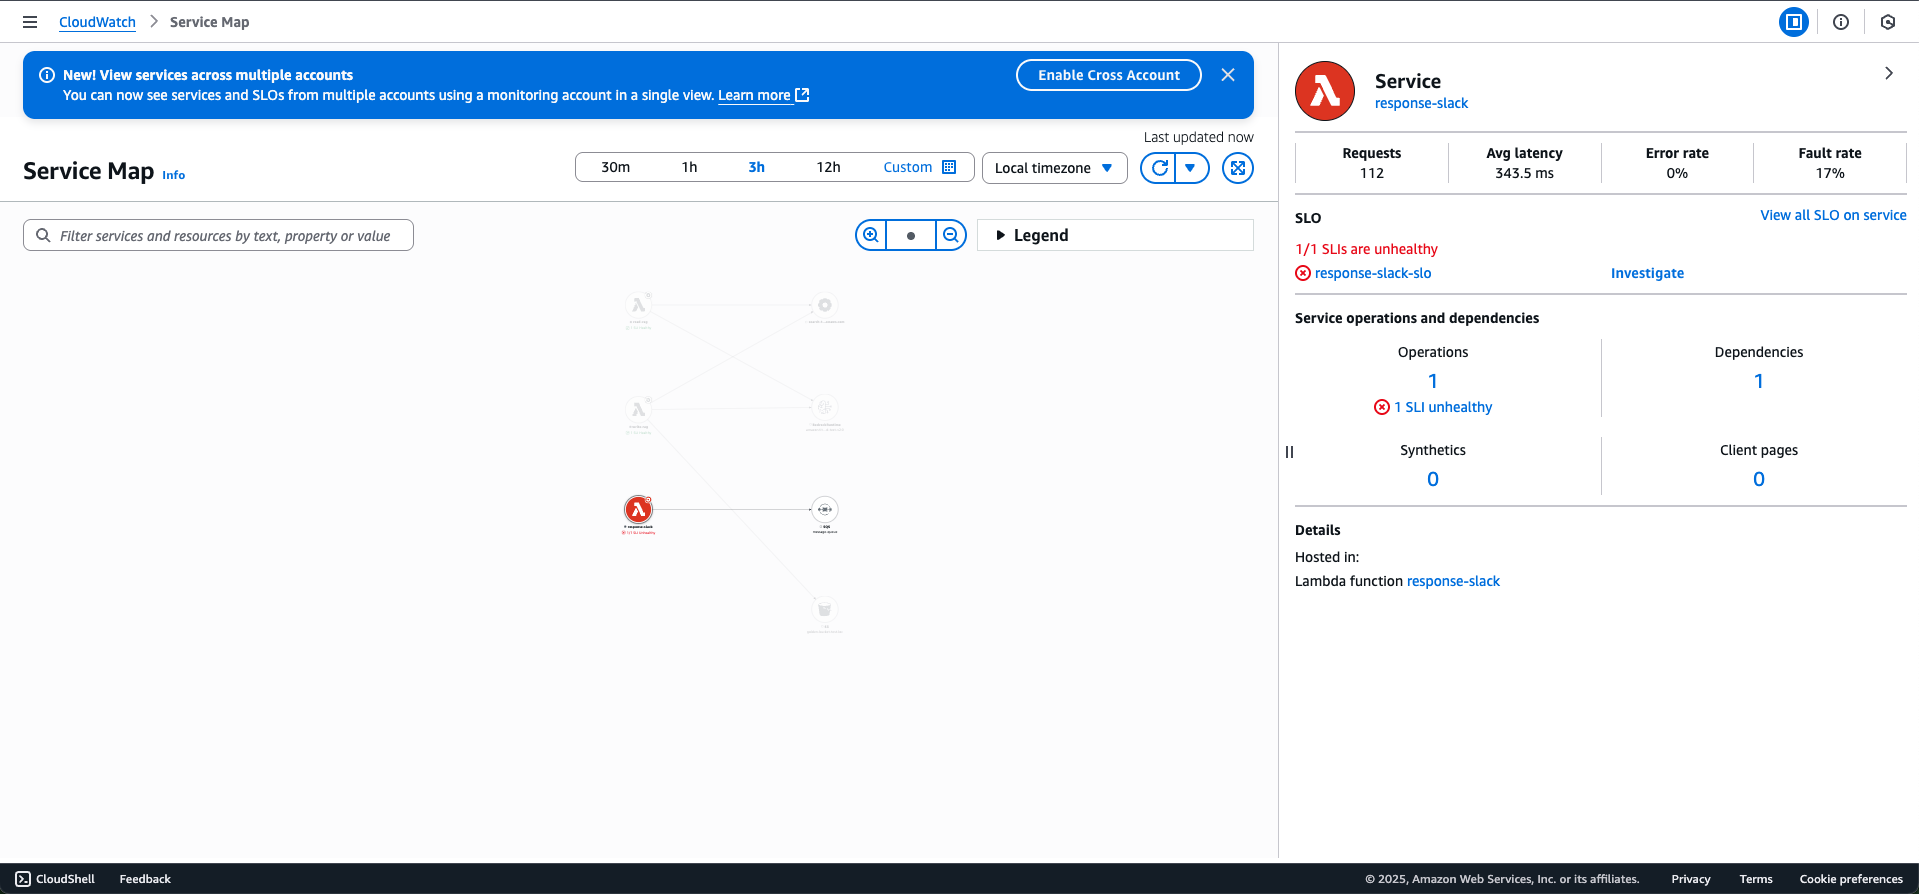 CloudWatch
Service Map
New! View services across multiple accounts
You can now see services and SLOs from multiple accounts using a monitoring account in a single view. Learn more
Enable Cross Account
Last updated now
Service Map Info
30m 1h 3h 12h Custom
Local timezone
Filter services and resources by text, property or value
Legend
response-slack
1/1 SLI unhealthy
SQS
message-queue
Service
response-slack
Requests
112
Avg latency
343.5 ms
Error rate
0%
Fault rate
17%
SLO
View all SLO on service
1/1 SLIs are unhealthy
response-slack-slo
Investigate
Service operations and dependencies
Operations
1
1 SLI unhealthy
Dependencies
1
Synthetics
0
Client pages
0
Details
Hosted in:
Lambda function response-slack
CloudShell
Feedback
© 2025, Amazon Web Services, Inc. or its affiliates.
Privacy
Terms
Cookie preferences